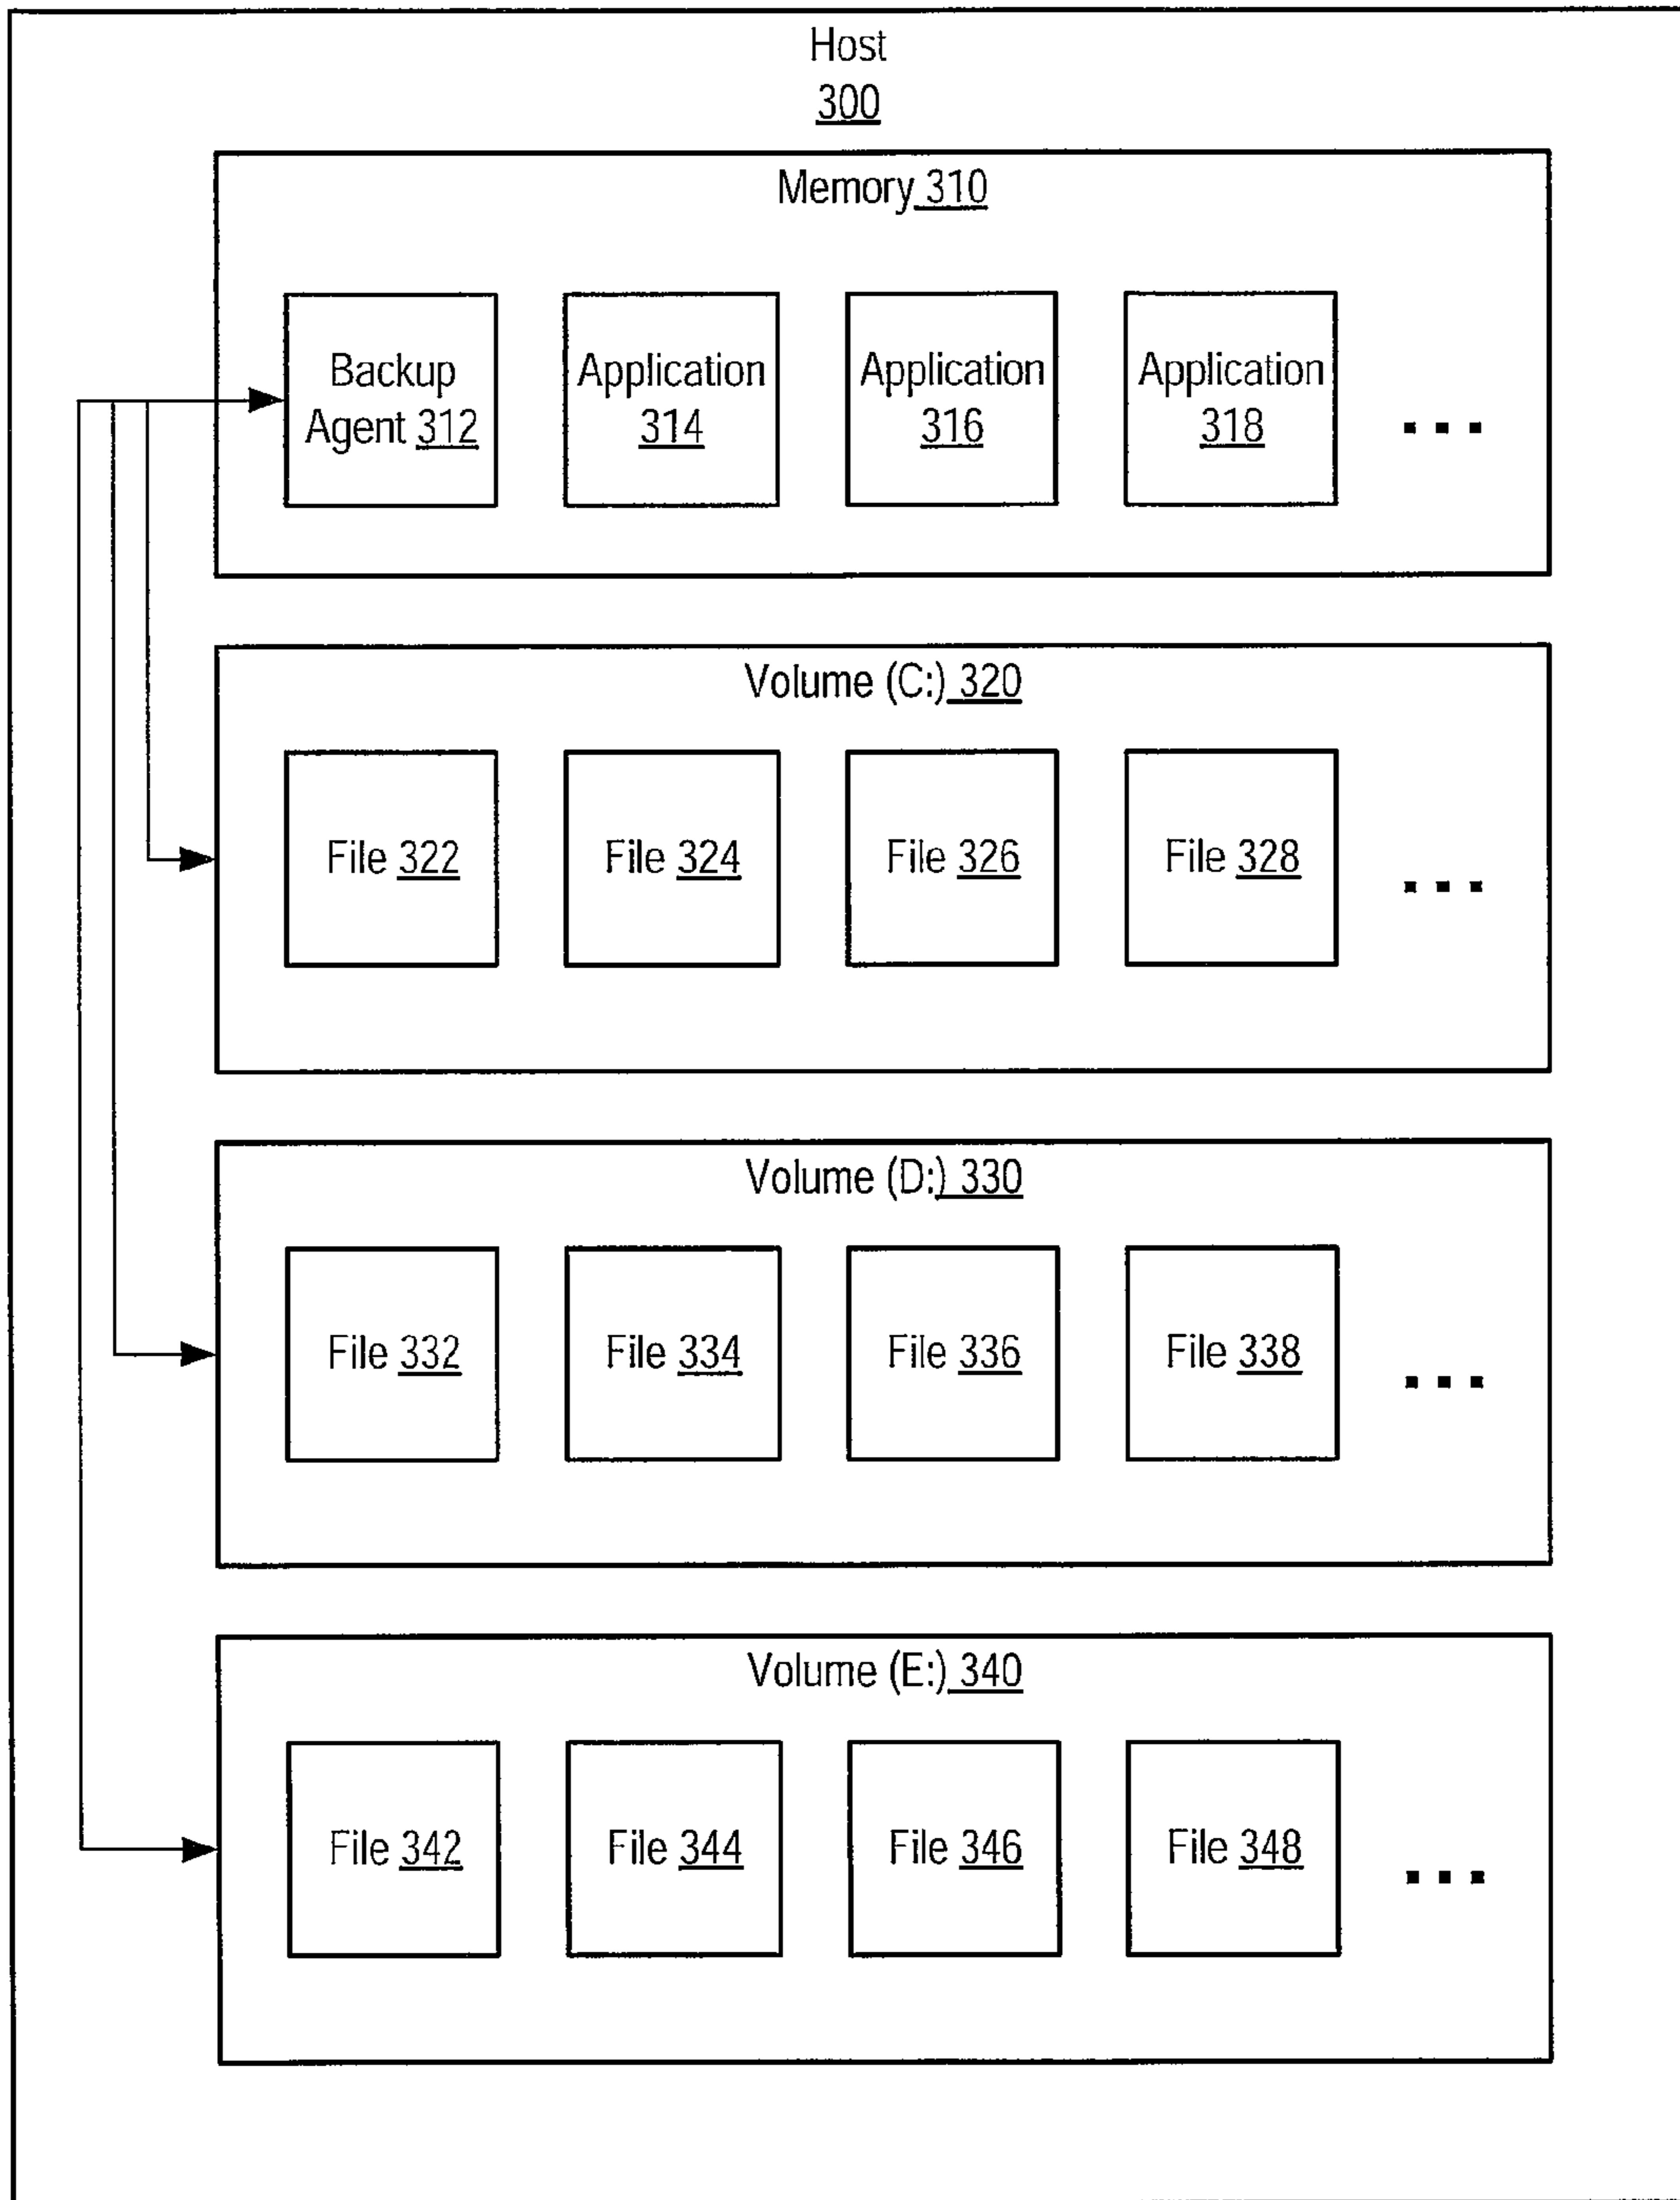 Host
300
Memory 310
Backup
Agent 312
Application
314
Application
316
Application
318
...
Volume (C:) 320
File 322
File 324
File 326
File 328
...
Volume (D:) 330
File 332
File 334
File 336
File 338
...
Volume (E:) 340
File 342
File 344
File 346
File 348
...